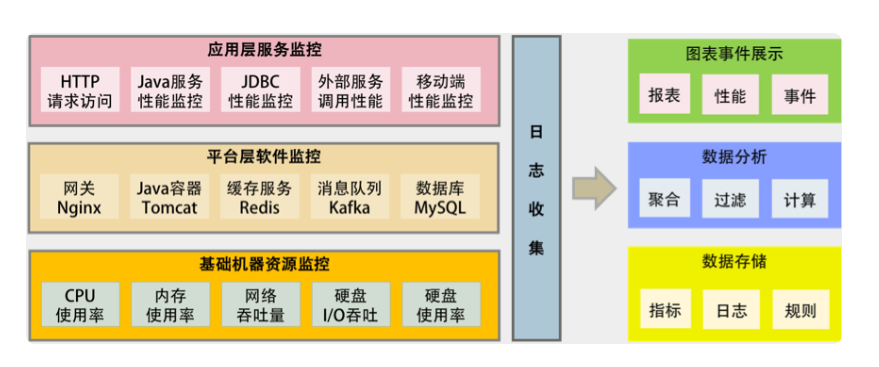 应用层服务监控
HTTP
请求访问
Java服务
性能监控
JDBC
性能监控
外部服务
调用性能
移动端
性能监控
平台层软件监控
网关
Nginx
Java容器
Tomcat
缓存服务
Redis
消息队列
Kafka
数据库
MySQL
基础机器资源监控
CPU
使用率
内存
使用率
网络
吞吐量
硬盘
I/O吞吐
硬盘
使用率
日
志
收
集
图表事件展示
报表
性能
事件
数据分析
聚合
过滤
计算
数据存储
指标
日志
规则